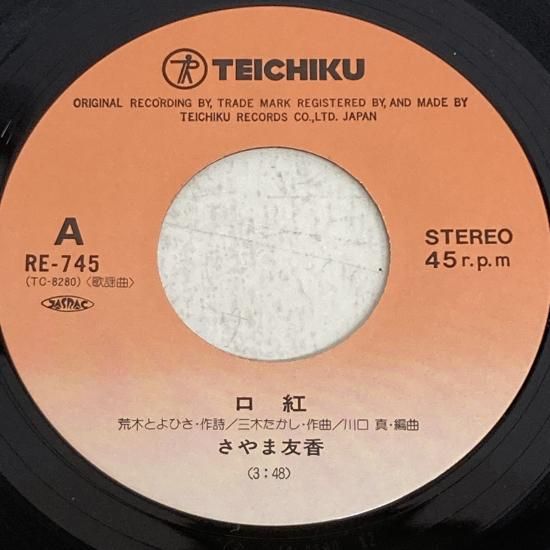 TEICHIKU
ORIGINAL RECORDING BY, TRADE MARK REGISTERED BY, AND MADE BY
TEICHIKU RECORDS CO.,LTD. JAPAN
A
STEREO
RE-745
45 r.p.m
(TC-8280)〈歌謡曲〉
JASRAC
口紅
荒木とよひさ・作詩/三木たかし・作曲/川口 真・編曲
さやま友香
(3:48)